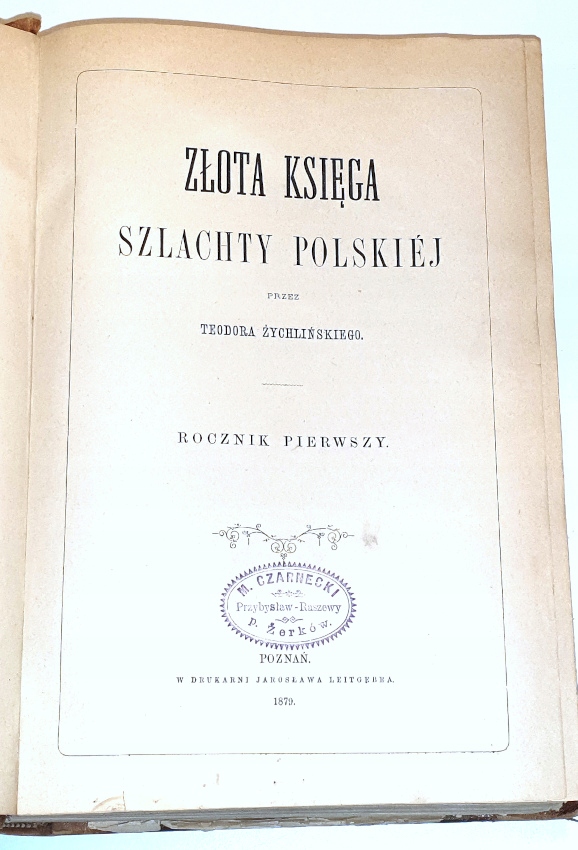 ZŁOTA KSIĘGA
SZLACHTY POLSKIÉJ
PRZEZ
TEODORA ŻYCHLIŃSKIEGO.
ROCZNIK PIERWSZY.
M. CZARNECKI
Przybysław-Raszewy
p. Żerków.
POZNAŃ.
W DRUKARNI JAROSŁAWA LEITGEBRA.
1879.